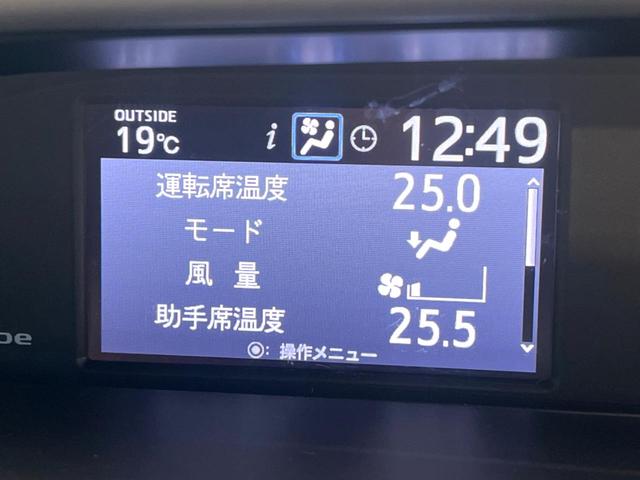 OUTSIDE
19℃ i 12:49
運転席温度 25.0
モード
風量
助手席温度 25.5
: 操作メニュー